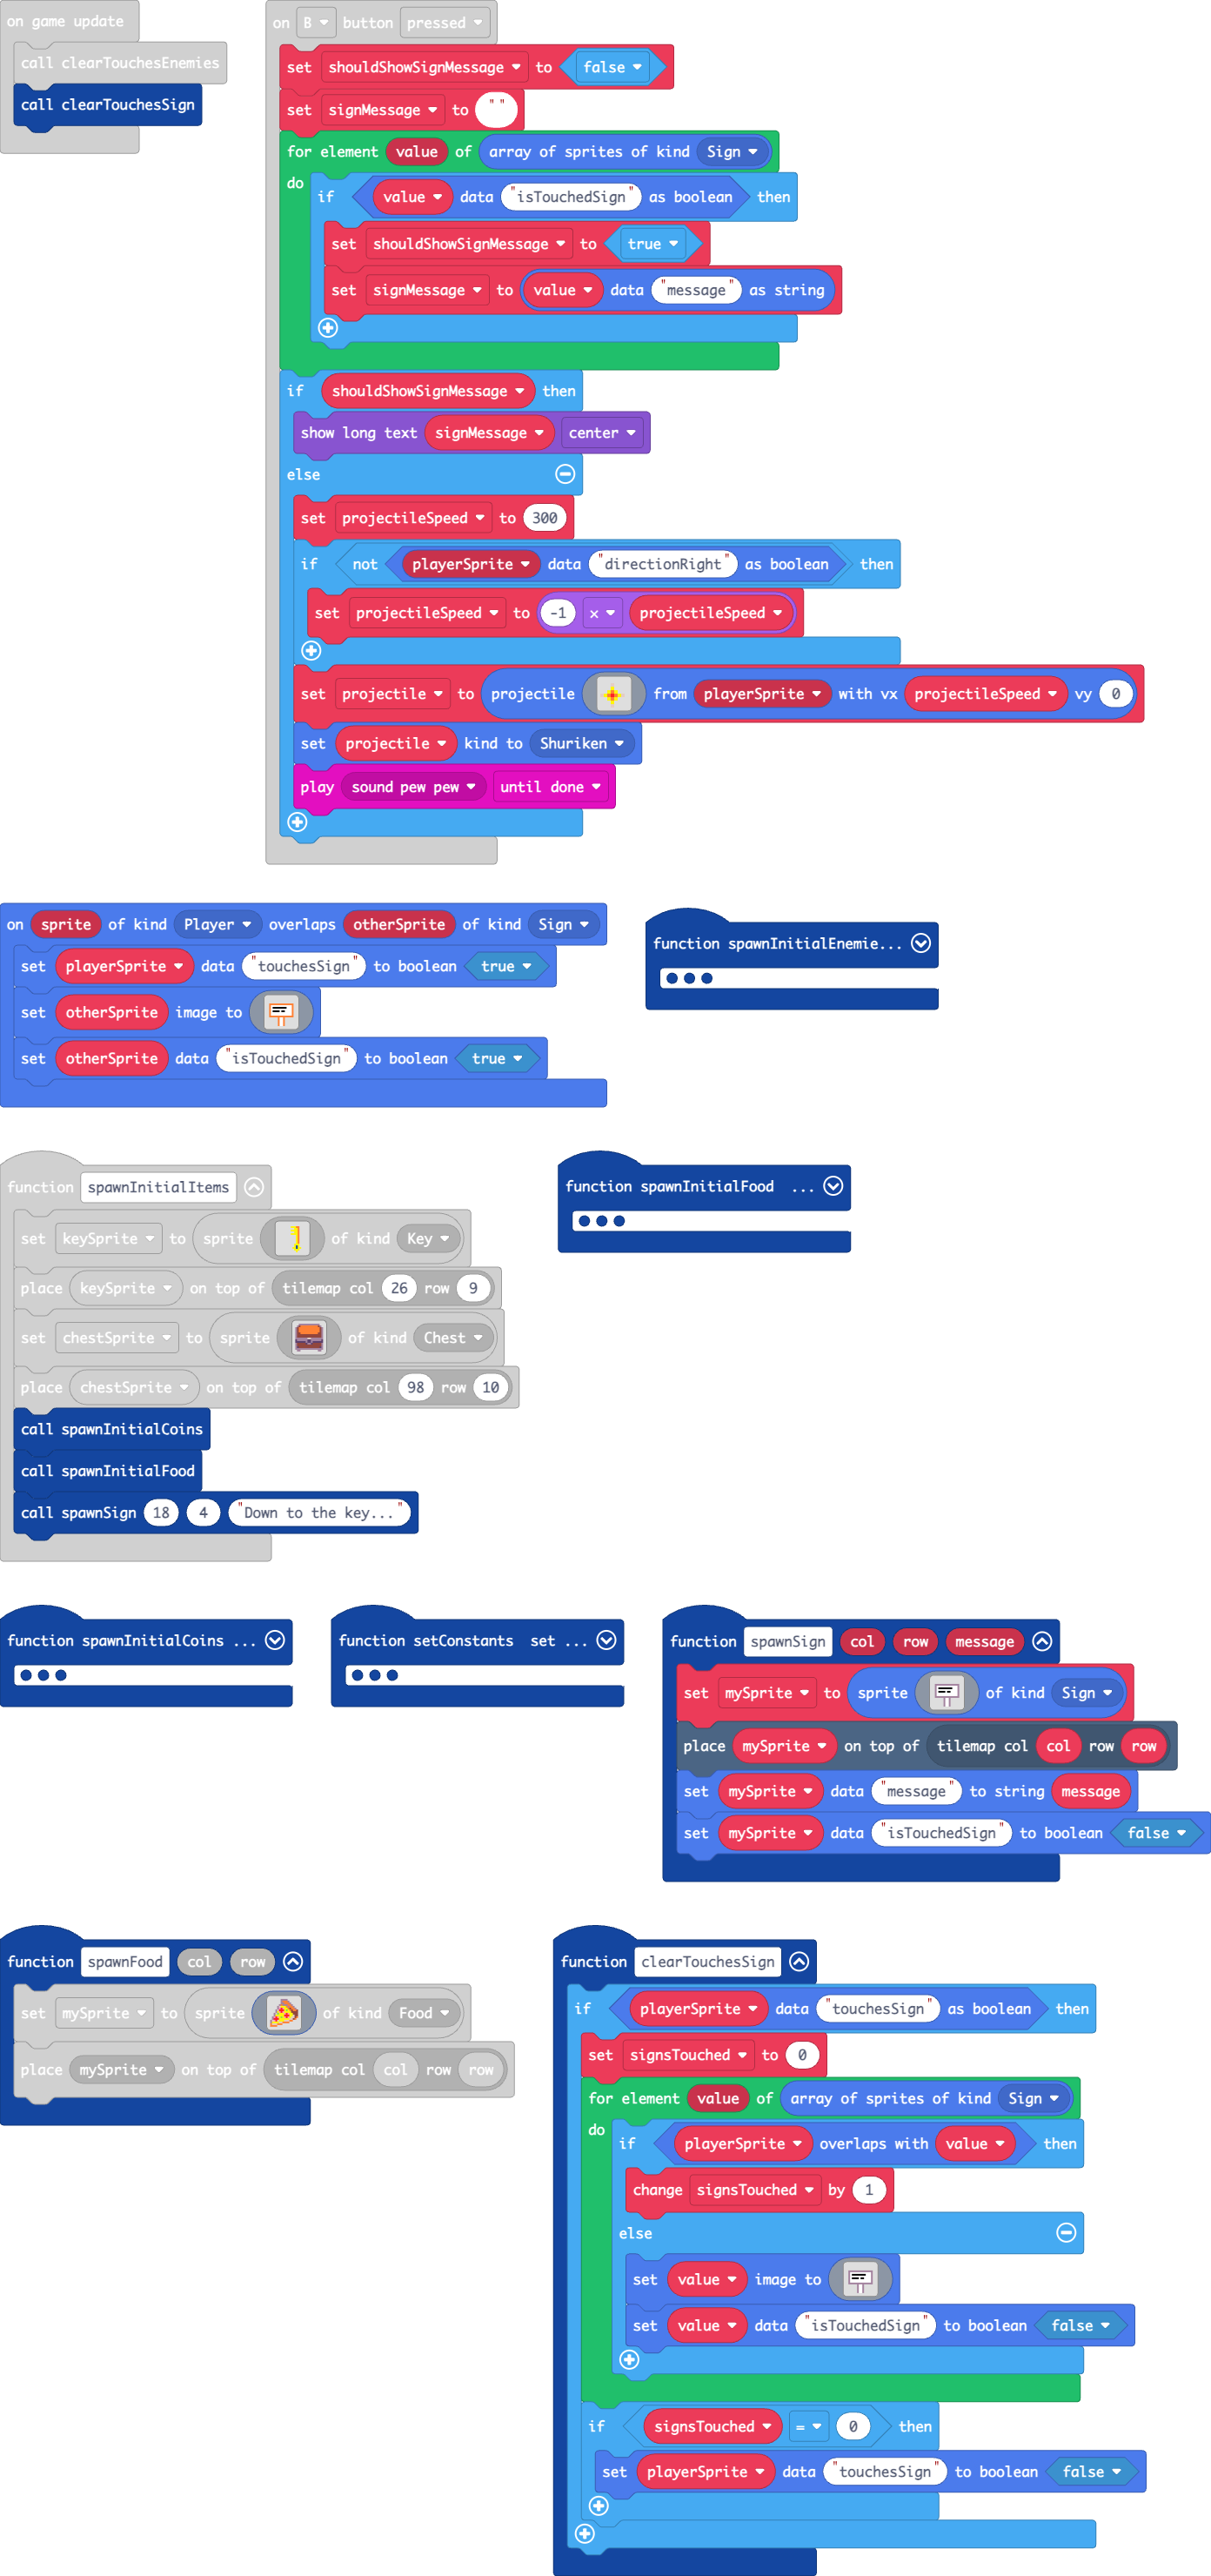 on game update
call clearTouchesEnemies
call clearTouchesSign
on B button pressed
set shouldShowSignMessage to false
set signMessage to " "
for element value of array of sprites of kind Sign
do
if value data "isTouchedSign" as boolean then
set shouldShowSignMessage to true
set signMessage to value data "message" as string
if shouldShowSignMessage then
show long text signMessage center
else
set projectileSpeed to 300
if not playerSprite data "directionRight" as boolean then
set projectileSpeed to -1 × projectileSpeed
set projectile to projectile from playerSprite with vx projectileSpeed vy 0
set projectile kind to Shuriken
play sound pew pew until done
on sprite of kind Player overlaps otherSprite of kind Sign
set playerSprite data "touchesSign" to boolean true
set otherSprite image to
set otherSprite data "isTouchedSign" to boolean true
function spawnInitialEnemie...
function spawnInitialItems
set keySprite to sprite of kind Key
place keySprite on top of tilemap col 26 row 9
set chestSprite to sprite of kind Chest
place chestSprite on top of tilemap col 98 row 10
call spawnInitialCoins
call spawnInitialFood
call spawnSign 18 4 "Down to the key..."
function spawnInitialFood ...
function spawnInitialCoins ...
function setConstants set ...
function spawnSign col row message
set mySprite to sprite of kind Sign
place mySprite on top of tilemap col col row row
set mySprite data "message" to string message
set mySprite data "isTouchedSign" to boolean false
function spawnFood col row
set mySprite to sprite of kind Food
place mySprite on top of tilemap col col row row
function clearTouchesSign
if playerSprite data "touchesSign" as boolean then
set signsTouched to 0
for element value of array of sprites of kind Sign
do
if playerSprite overlaps with value then
change signsTouched by 1
else
set value image to
set value data "isTouchedSign" to boolean false
if signsTouched = 0 then
set playerSprite data "touchesSign" to boolean false